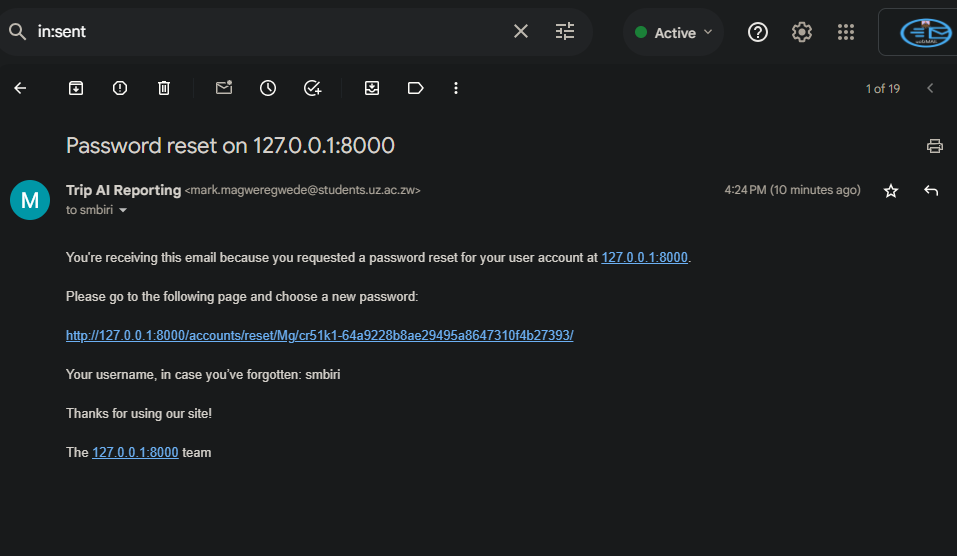 in:sent
Active
1 of 19
Password reset on 127.0.0.1:8000
M
Trip AI Reporting <mark.magweregwede@students.uz.ac.zw>
4:24 PM (10 minutes ago)
to smbiri
You're receiving this email because you requested a password reset for your user account at 127.0.0.1:8000.
Please go to the following page and choose a new password:
http://127.0.0.1:8000/accounts/reset/Mg/cr51k1-64a9228b8ae29495a8647310f4b27393/
Your username, in case you've forgotten: smbiri
Thanks for using our site!
The 127.0.0.1:8000 team